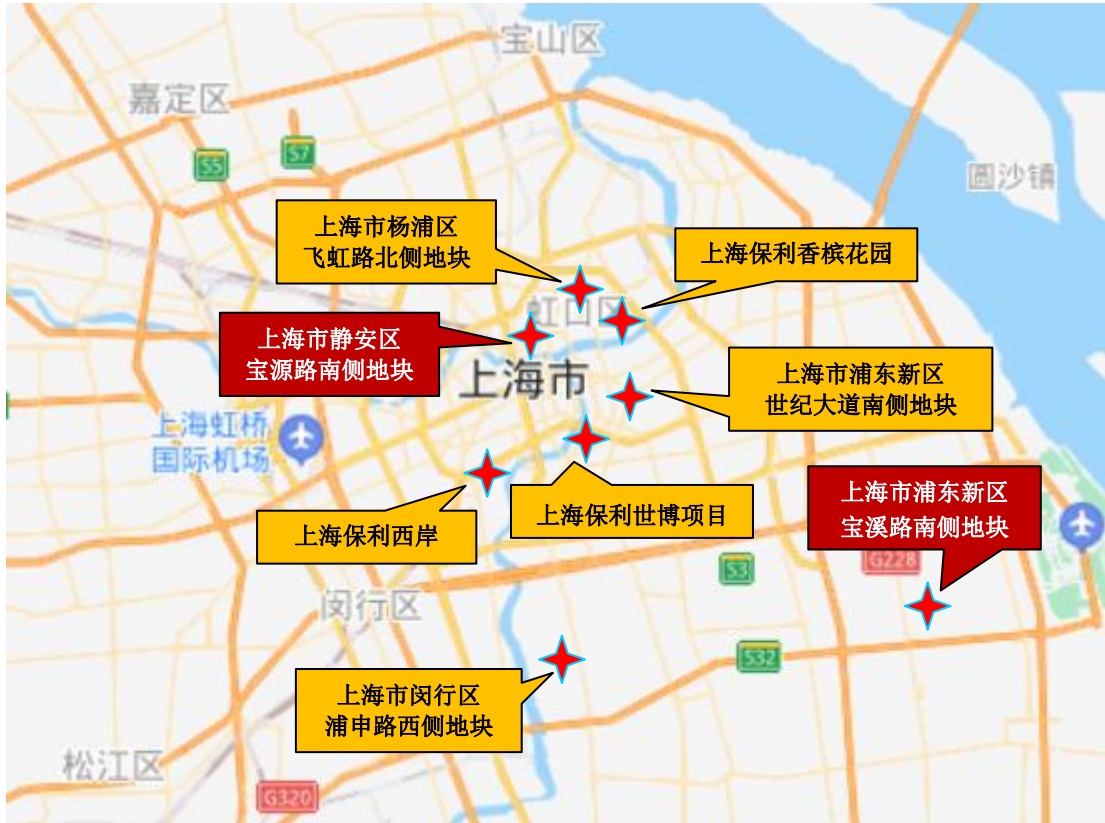 宝山区
嘉定区
S7
S5
圆沙镇
上海市杨浦区
飞虹路北侧地块
上海保利香槟花园
虹口区
上海市静安区
宝源路南侧地块
上海市
上海市浦东新区
世纪大道南侧地块
上海虹桥
国际机场
上海保利西岸
上海保利世博项目
上海市浦东新区
宝溪路南侧地块
G228
S3
闵行区
S32
上海市闵行区
浦申路西侧地块
松江区
G320